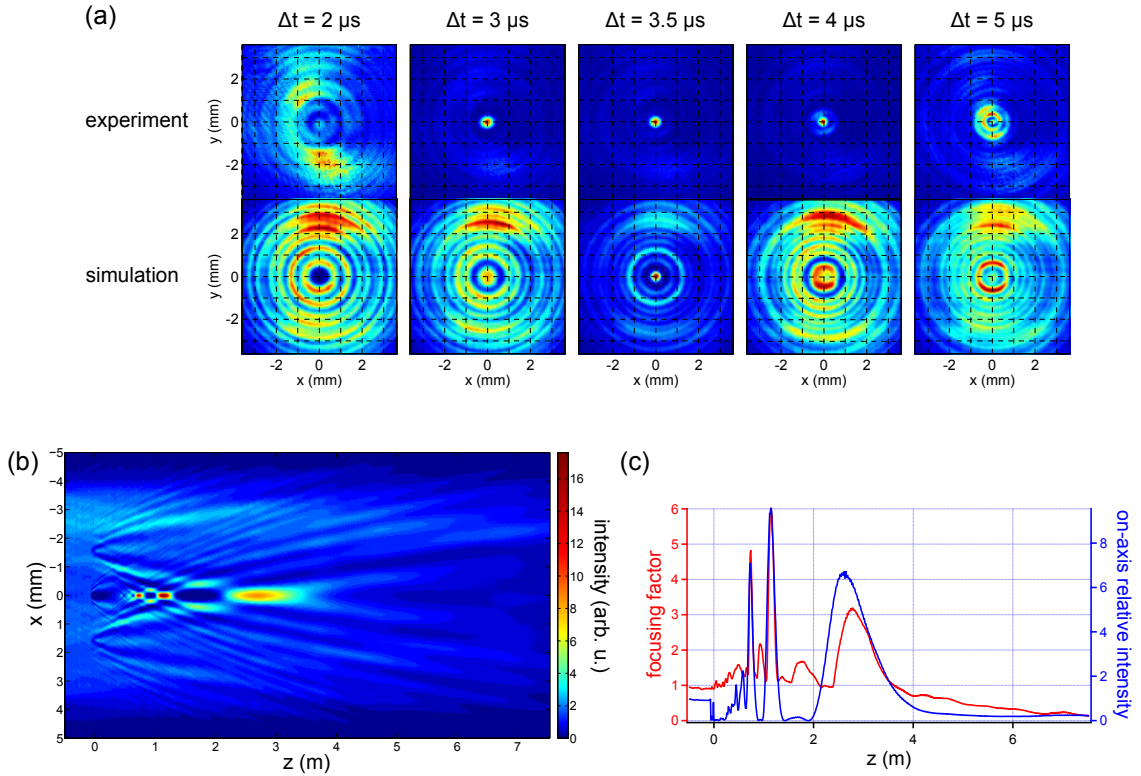 (a)
Δt = 2 µs Δt = 3 µs Δt = 3.5 µs Δt = 4 µs Δt = 5 µs
experiment
y (mm)
2
0
-2
simulation
y (mm)
2
0
-2
-2 0 2 -2 0 2 -2 0 2 -2 0 2 -2 0 2
x (mm) x (mm) x (mm) x (mm) x (mm)
(b)
x (mm)
-5
-4
-3
-2
-1
0
1
2
3
4
5
0 1 2 3 4 5 6 7
z (m)
16
14
12
10
8
6
4
2
0
intensity (arb. u.)
(c)
focusing factor
6
5
4
3
2
1
0
0 2 4 6
z (m)
8
6
4
2
0
on-axis relative intensity